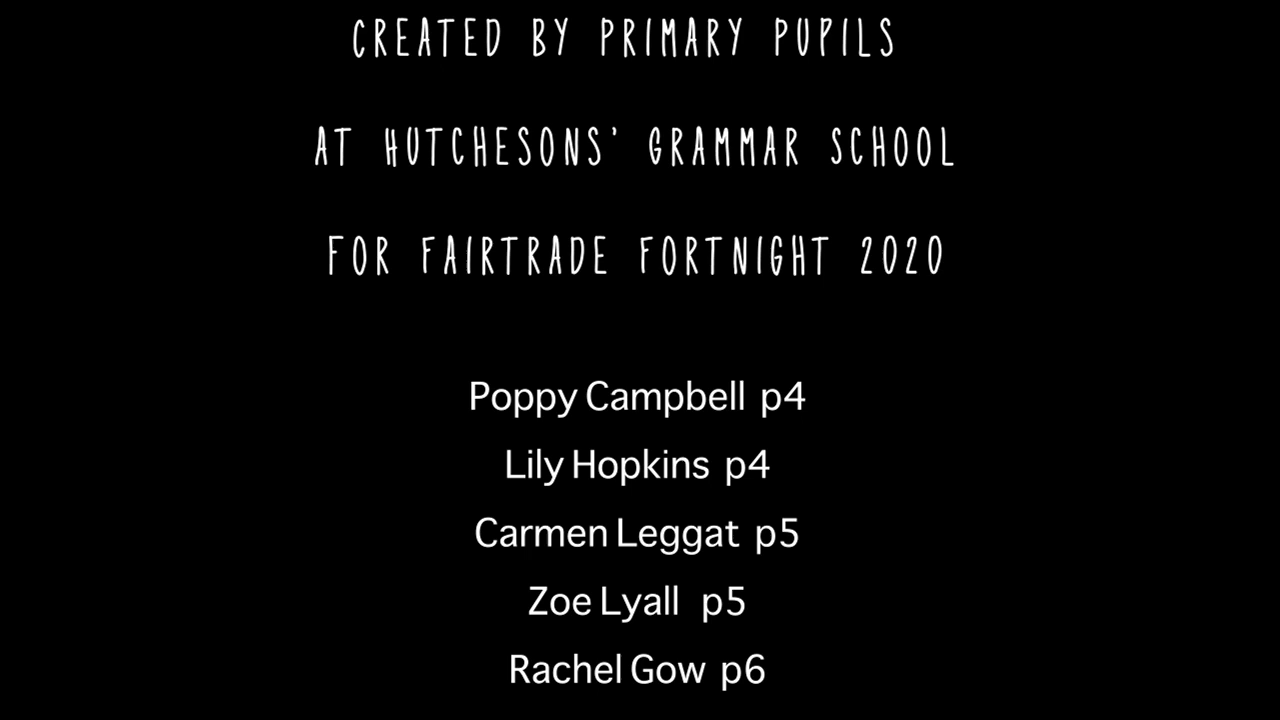 CREATED BY PRIMARY PUPILS
AT HUTCHESONS' GRAMMAR SCHOOL
FOR FAIRTRADE FORTNIGHT 2020
Poppy Campbell p4
Lily Hopkins p4
Carmen Leggat p5
Zoe Lyall p5
Rachel Gow p6